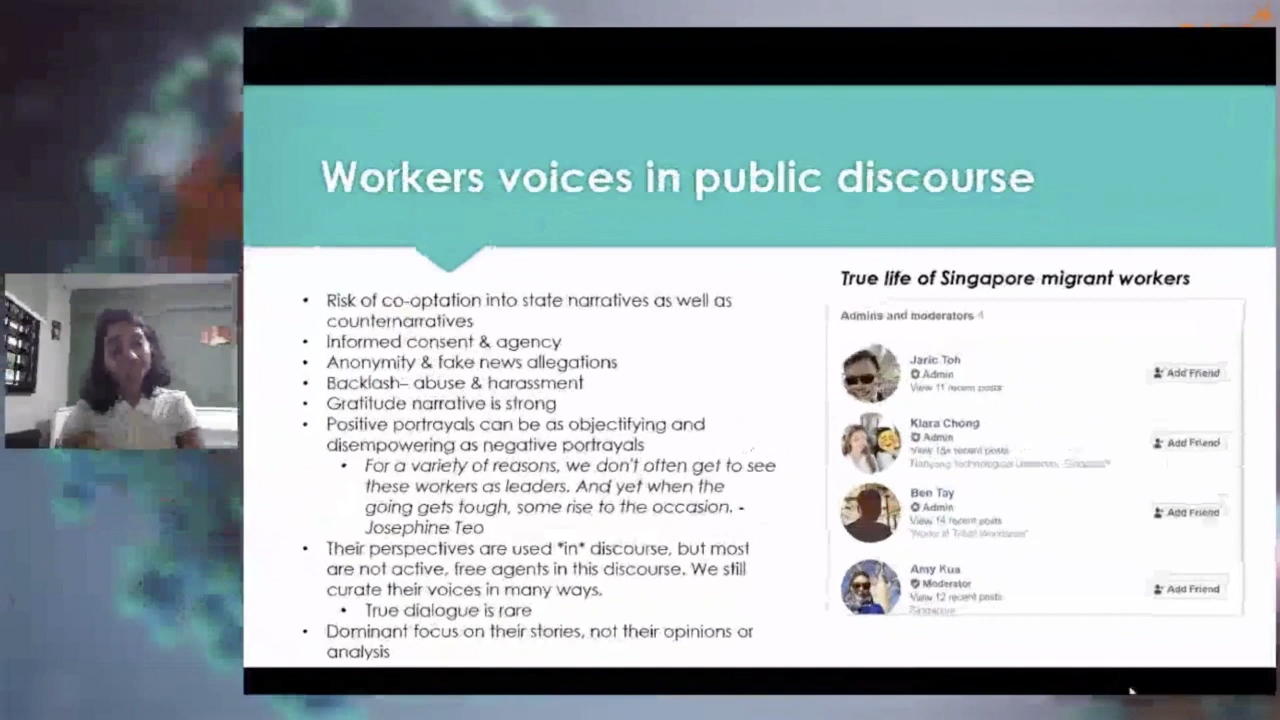 Workers voices in public discourse
• Risk of co-optation into state narratives as well as
counternarratives
• Informed consent & agency
• Anonymity & fake news allegations
• Backlash– abuse & harassment
• Gratitude narrative is strong
• Positive portrayals can be as objectifying and
disempowering as negative portrayals
• For a variety of reasons, we don't often get to see
these workers as leaders. And yet when the
going gets tough, some rise to the occasion. -
Josephine Teo
• Their perspectives are used *in* discourse, but most
are not active, free agents in this discourse. We still
curate their voices in many ways.
• True dialogue is rare
• Dominant focus on their stories, not their opinions or
analysis
True life of Singapore migrant workers
Admins and moderators 4
Jaric Toh
Admin
View 11 recent posts
Add Friend
Klara Chong
Admin
recent posts
Add Friend
Ben Tay
Admin
View 14 recent posts
Add Friend
Amy Kua
Moderator
View 12 recent posts
Singapore
Add Friend